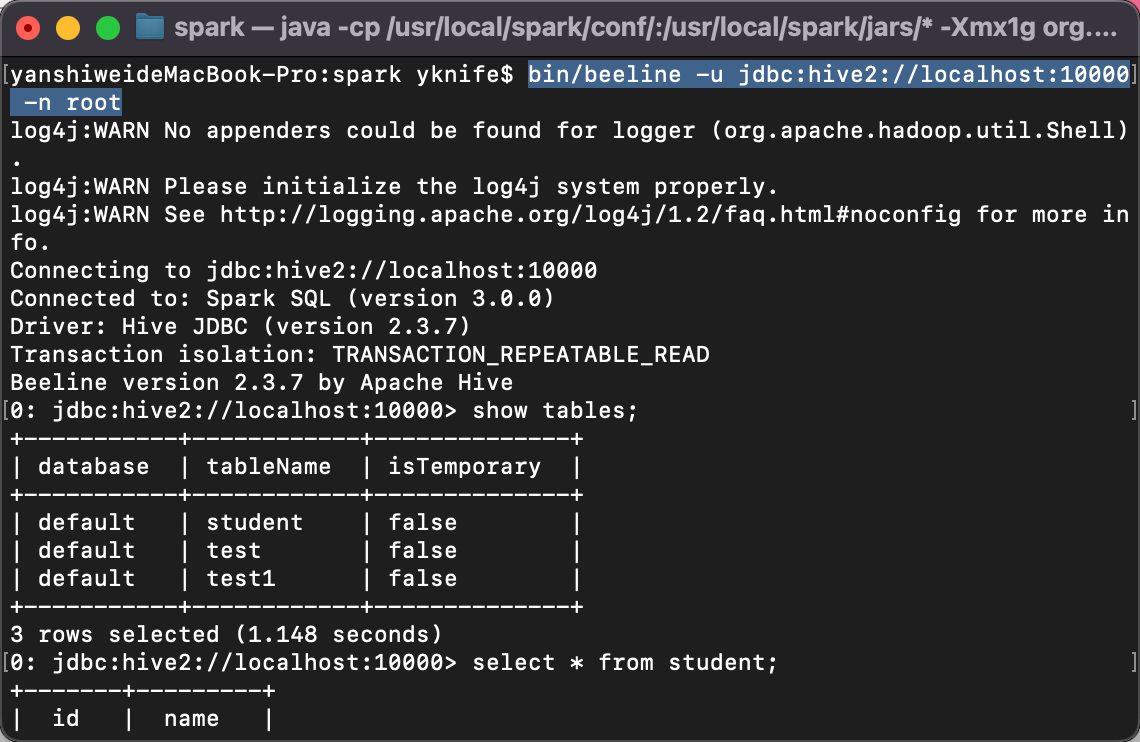 spark — java -cp /usr/local/spark/conf/:/usr/local/spark/jars/* -Xmx1g org....
[yanshiweideMacBook-Pro:spark yknife$ bin/beeline -u jdbc:hive2://localhost:10000]
 -n root
log4j:WARN No appenders could be found for logger (org.apache.hadoop.util.Shell)
.
log4j:WARN Please initialize the log4j system properly.
log4j:WARN See http://logging.apache.org/log4j/1.2/faq.html#noconfig for more in
fo.
Connecting to jdbc:hive2://localhost:10000
Connected to: Spark SQL (version 3.0.0)
Driver: Hive JDBC (version 2.3.7)
Transaction isolation: TRANSACTION_REPEATABLE_READ
Beeline version 2.3.7 by Apache Hive
[0: jdbc:hive2://localhost:10000> show tables; ]
+-----------+------------+--------------+
| database  | tableName  | isTemporary  |
+-----------+------------+--------------+
| default   | student    | false        |
| default   | test       | false        |
| default   | test1      | false        |
+-----------+------------+--------------+
3 rows selected (1.148 seconds)
[0: jdbc:hive2://localhost:10000> select * from student; ]
+-------+---------+
|  id   |  name   |